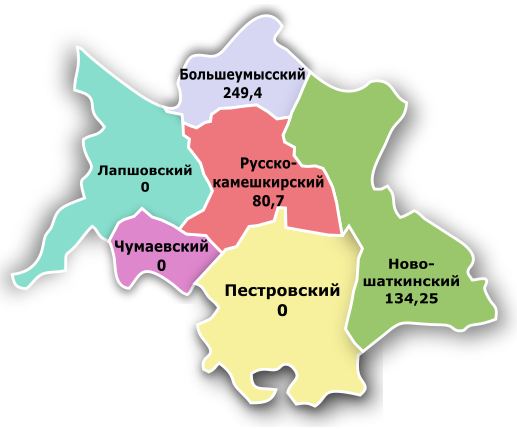 Большеумысский
249,4
Лапшовский
0
Русско-
камешкирский
80,7
Чумаевский
0
Ново-
шаткинский
134,25
Пестровский
0